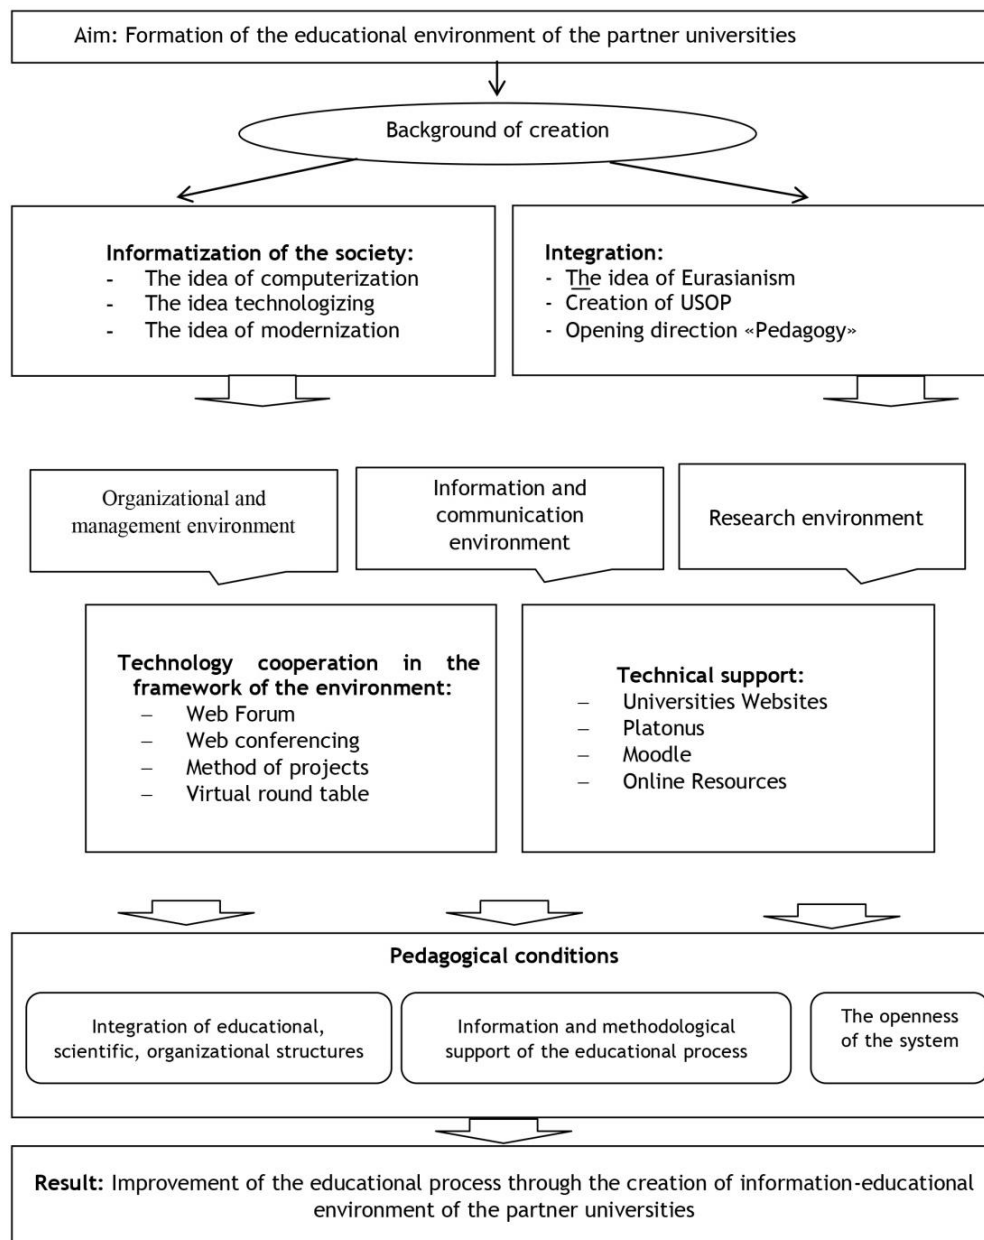 Aim: Formation of the educational environment of the partner universities
Background of creation
Informatization of the society:
- The idea of computerization
- The idea technologizing
- The idea of modernization
Integration:
- The idea of Eurasianism
- Creation of USOP
- Opening direction «Pedagogy»
Organizational and
management environment
Information and
communication
environment
Research environment
Technology cooperation in the
framework of the environment:
– Web Forum
– Web conferencing
– Method of projects
– Virtual round table
Technical support:
– Universities Websites
– Platonus
– Moodle
– Online Resources
Pedagogical conditions
Integration of educational,
scientific, organizational structures
Information and methodological
support of the educational process
The openness
of the system
Result: Improvement of the educational process through the creation of information-educational
environment of the partner universities